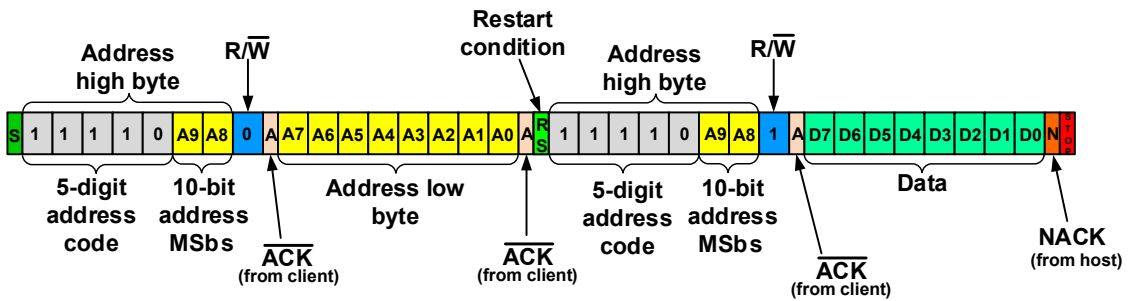 Restart
condition
Address
high byte
R/W
Address
high byte
R/W
S 1 1 1 1 0 A9 A8 0 A A7 A6 A5 A4 A3 A2 A1 A0 A RS 1 1 1 1 0 A9 A8 1 A D7 D6 D5 D4 D3 D2 D1 D0 N STOP
5-digit
address
code
10-bit
address
MSbs
Address low
byte
5-digit
address
code
10-bit
address
MSbs
Data
ACK
(from client)
ACK
(from client)
ACK
(from client)
NACK
(from host)